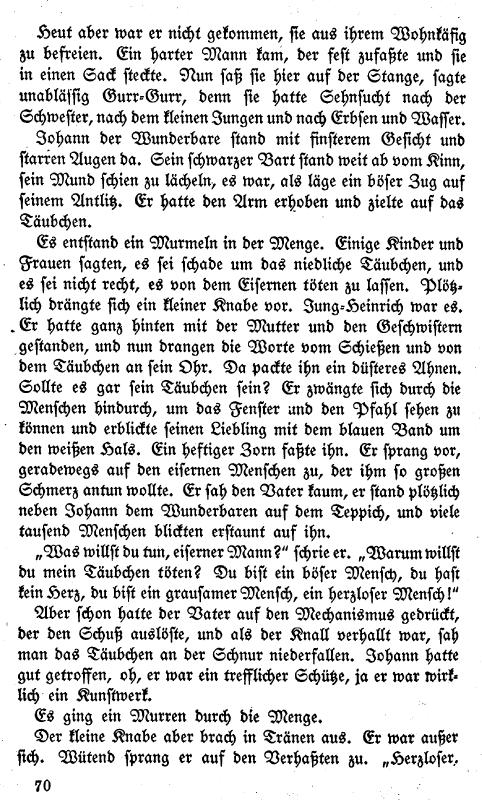 Heut aber war er nicht gekommen, sie aus ihrem Wohnkäfig
zu befreien. Ein harter Mann kam, der fest zufaßte und sie
in einen Sack steckte. Nun saß sie hier auf der Stange, sagte
unablässig Gurr-Gurr, denn sie hatte Sehnsucht nach der
Schwester, nach dem kleinen Jungen und nach Erbsen und Wasser.
Johann der Wunderbare stand mit finsterem Gesicht und
starren Augen da. Sein schwarzer Bart stand weit ab vom Kinn,
sein Mund schien zu lächeln, es war, als läge ein böser Zug auf
seinem Antlitz. Er hatte den Arm erhoben und zielte auf das
Täubchen.
Es entstand ein Murmeln in der Menge. Einige Kinder und
Frauen sagten, es sei schade um das niedliche Täubchen, und
es sei nicht recht, es von dem Eisernen töten zu lassen. Plötz-
lich drängte sich ein kleiner Knabe vor. Jung-Heinrich war es.
Er hatte ganz hinten mit der Mutter und den Geschwistern
gestanden, und nun drangen die Worte vom Schießen und von
dem Täubchen an sein Ohr. Da packte ihn ein düsteres Ahnen.
Sollte es gar sein Täubchen sein? Er zwängte sich durch die
Menschen hindurch, um das Fenster und den Pfahl sehen zu
können und erblickte seinen Liebling mit dem blauen Band um
den weißen Hals. Ein heftiger Zorn faßte ihn. Er sprang vor,
geradewegs auf den eisernen Menschen zu, der ihm so großen
Schmerz antun wollte. Er sah den Vater kaum, er stand plötzlich
neben Johann dem Wunderbaren auf dem Teppich, und viele
tausend Menschen blickten erstaunt auf ihn.
„Was willst du tun, eiserner Mann?“ schrie er. „Warum willst
du mein Täubchen töten? Du bist ein böser Mensch, du hast
kein Herz, du bist ein grausamer Mensch, ein herzloser Mensch!“
Aber schon hatte der Vater auf den Mechanismus gedrückt,
der den Schuß auslöste, und als der Knall verhallt war, sah
man das Täubchen an der Schnur niederfallen. Johann hatte
gut getroffen, oh, er war ein trefflicher Schütze, ja er war wirk-
lich ein Kunstwerk.
Es ging ein Murren durch die Menge.
Der kleine Knabe aber brach in Tränen aus. Er war außer
sich. Wütend sprang er auf den Verhaßten zu. „Herzloser,
70